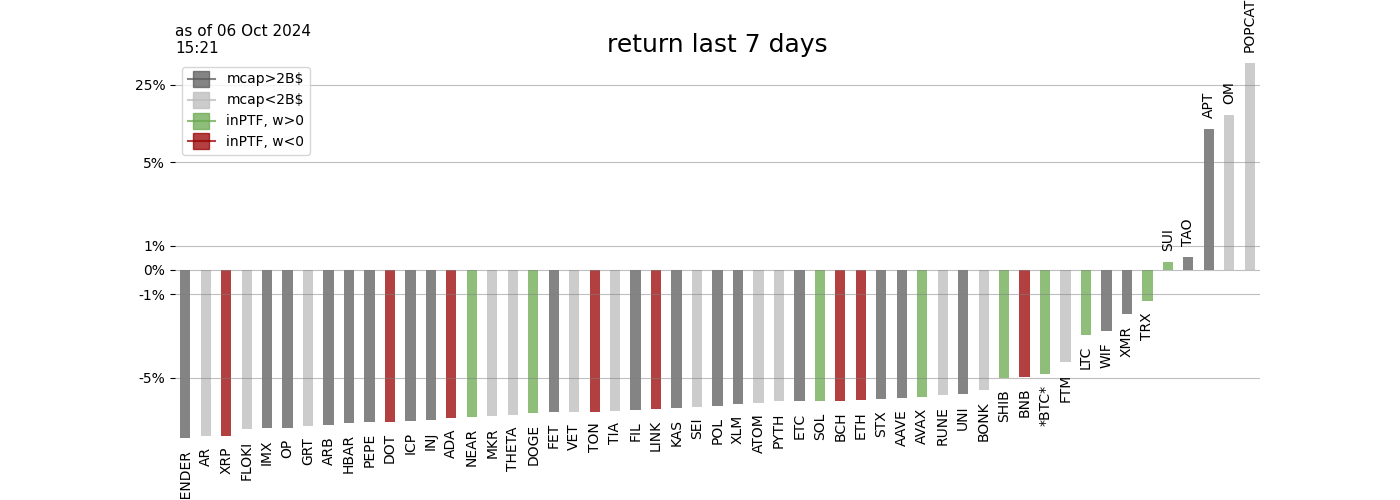 as of 06 Oct 2024
15:21
return last 7 days
mcap>2B$
mcap<2B$
inPTF, w>0
inPTF, w<0
25%
5%
1%
0%
-1%
-5%
ENDER
AR
XRP
FLOKI
IMX
OP
GRT
ARB
HBAR
PEPE
DOT
ICP
INJ
ADA
NEAR
MKR
THETA
DOGE
FET
VET
TON
TIA
FIL
LINK
KAS
SEI
POL
XLM
ATOM
PYTH
ETC
SOL
BCH
ETH
STX
AAVE
AVAX
RUNE
UNI
BONK
SHIB
BNB
*BTC*
FTM
LTC
WIF
XMR
TRX
SUI
TAO
APT
OM
POPCAT